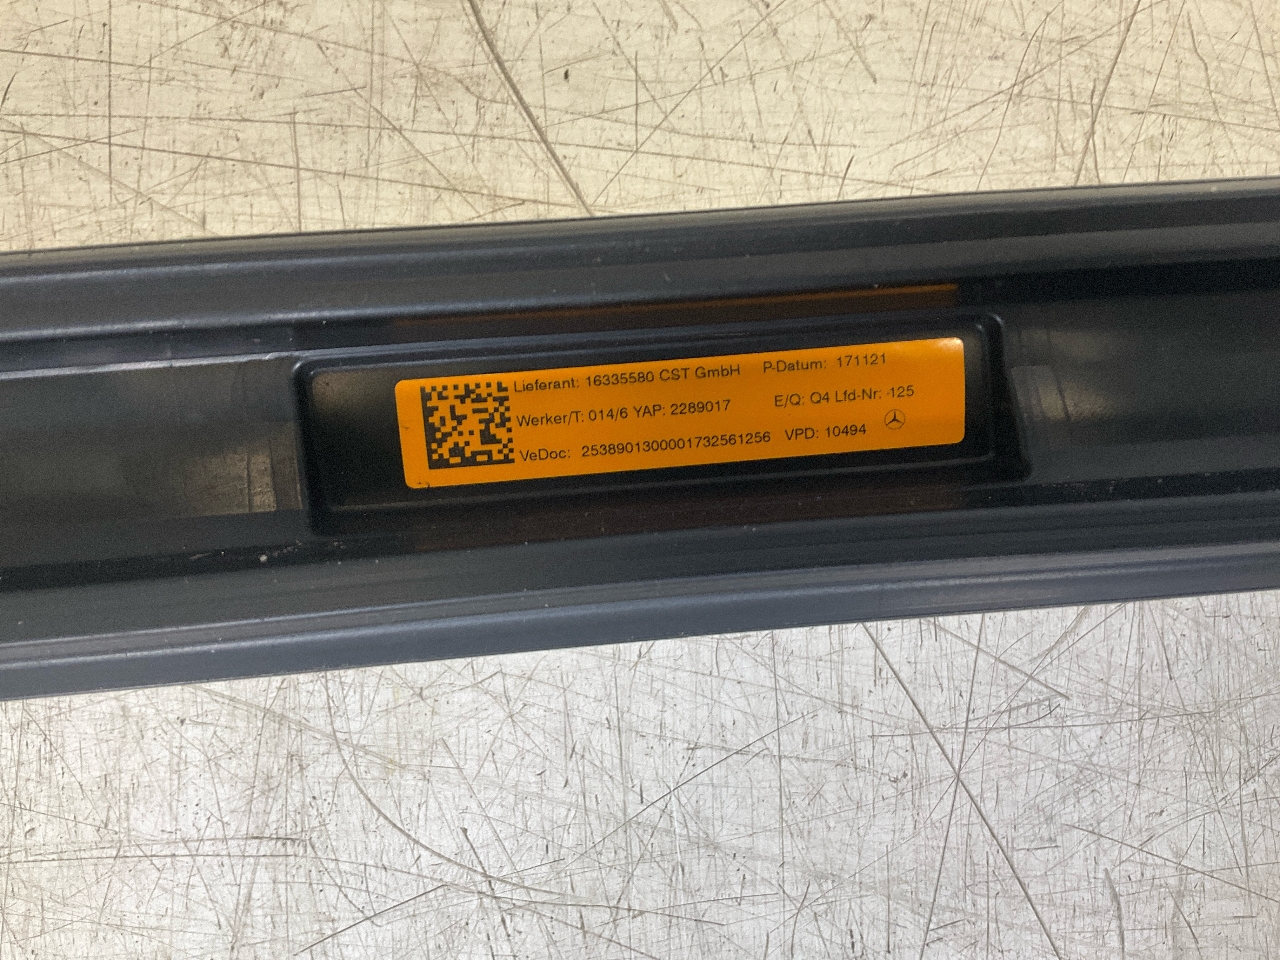 Lieferant: 16335580 CST GmbH P-Datum: 171121
Werker/T: 014/6 YAP: 2289017 E/Q: Q4 Lfd-Nr: 125
VeDoc: 2538901300001732561256 VPD: 10494